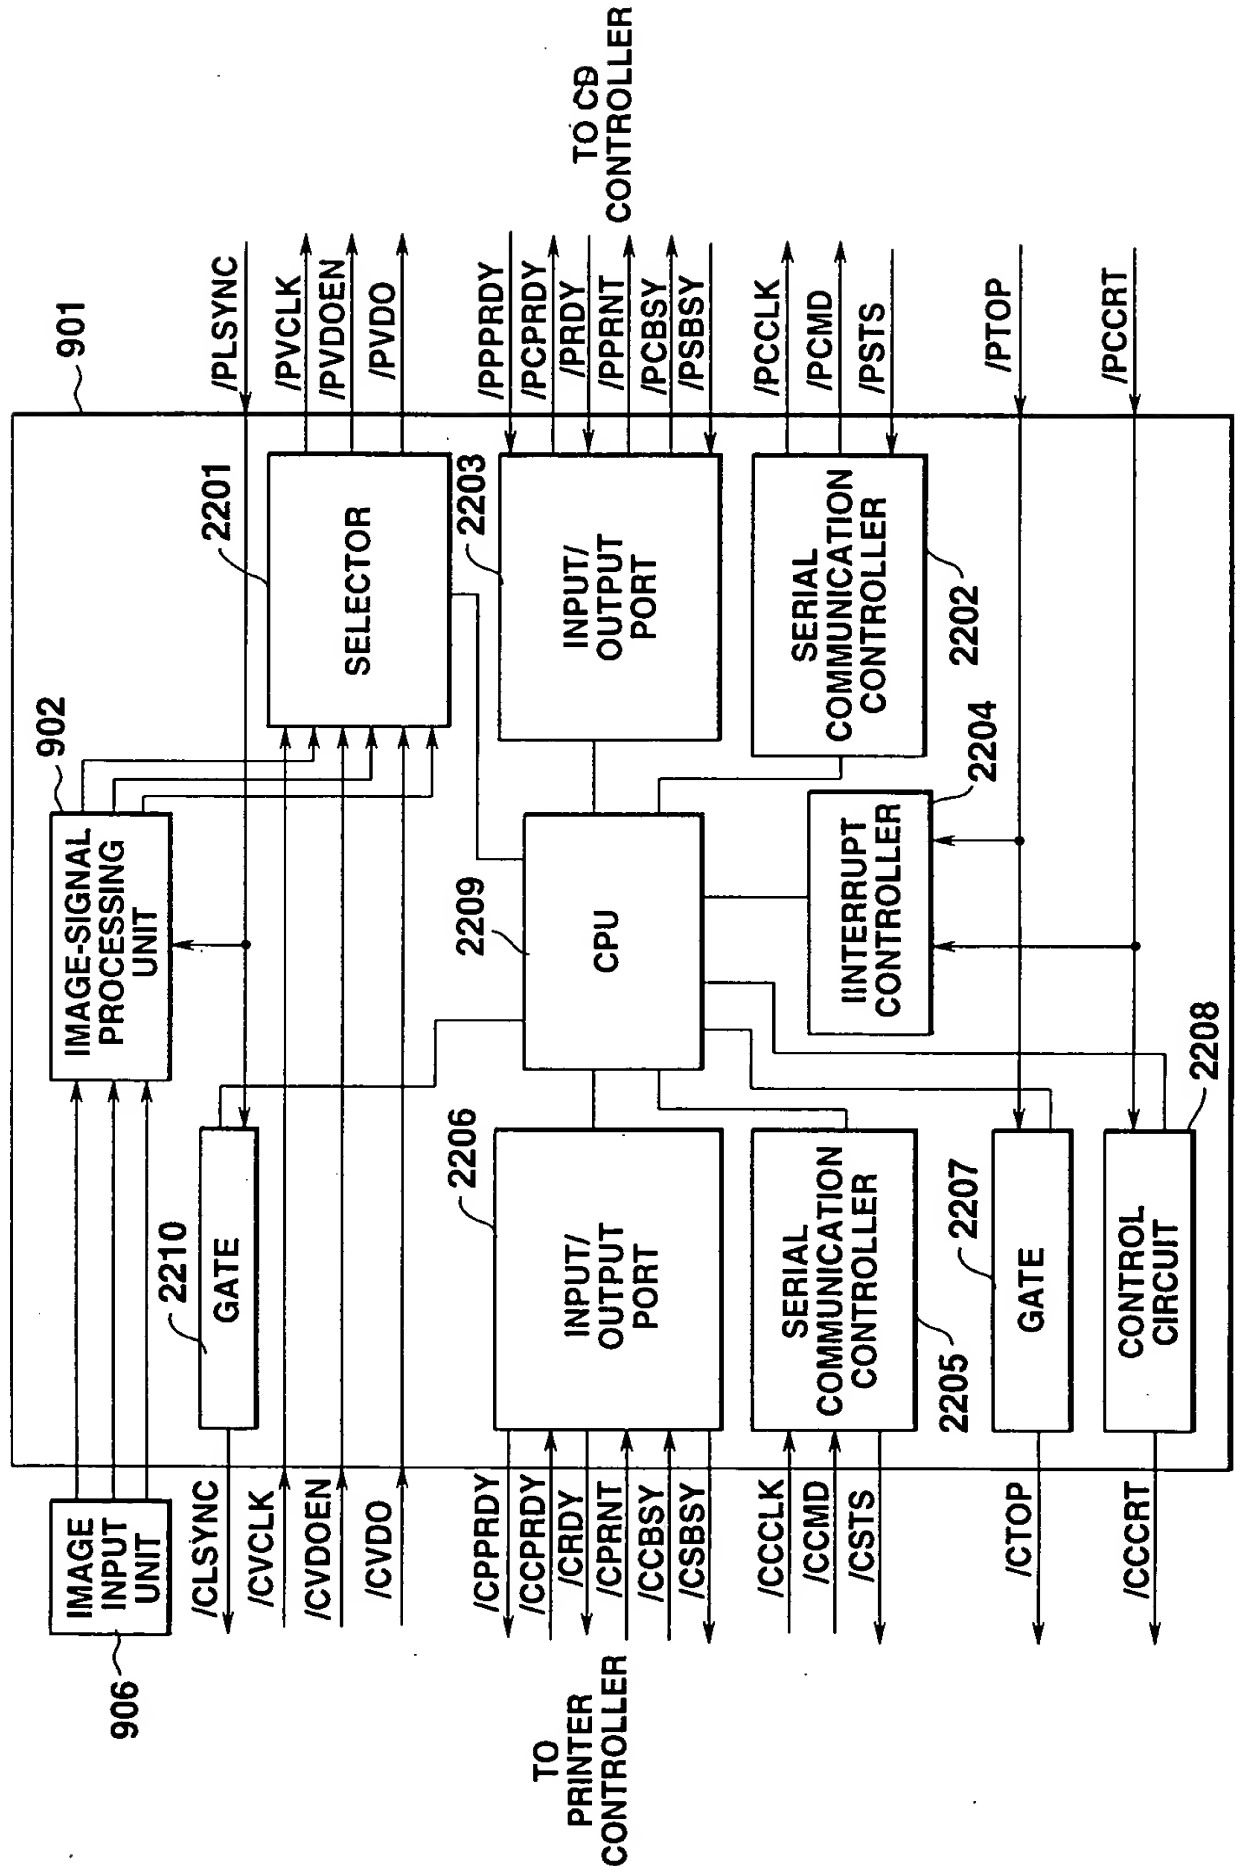 IMAGE
INPUT
UNIT
906
IMAGE-SIGNAL
PROCESSING
UNIT
902
901
/CLSYNC
/CVCLK
/CVDOEN
/CVDO
2210
GATE
2201
SELECTOR
/PLSYNC
/PVCLK
/PVDOEN
/PVDO
TO
PRINTER
CONTROLLER
/CPPRDY
/CCPRDY
/CRDY
/CPRNT
/CCBSY
/CSBSY
2206
INPUT/
OUTPUT
PORT
2209
CPU
2203
INPUT/
OUTPUT
PORT
/PPPRDY
/PCPRDY
/PRDY
/PPRNT
/PCBSY
/PSBSY
TO CD
CONTROLLER
/CCCLK
/CCMD
/CSTS
SERIAL
COMMUNICATION
CONTROLLER
2205
IINTERRUPT
CONTROLLER
2204
SERIAL
COMMUNICATION
CONTROLLER
2202
/PCCLK
/PCMD
/PSTS
/CTOP
GATE
2207
/PTOP
/CCCRT
CONTROL
CIRCUIT
2208
/PCCRT